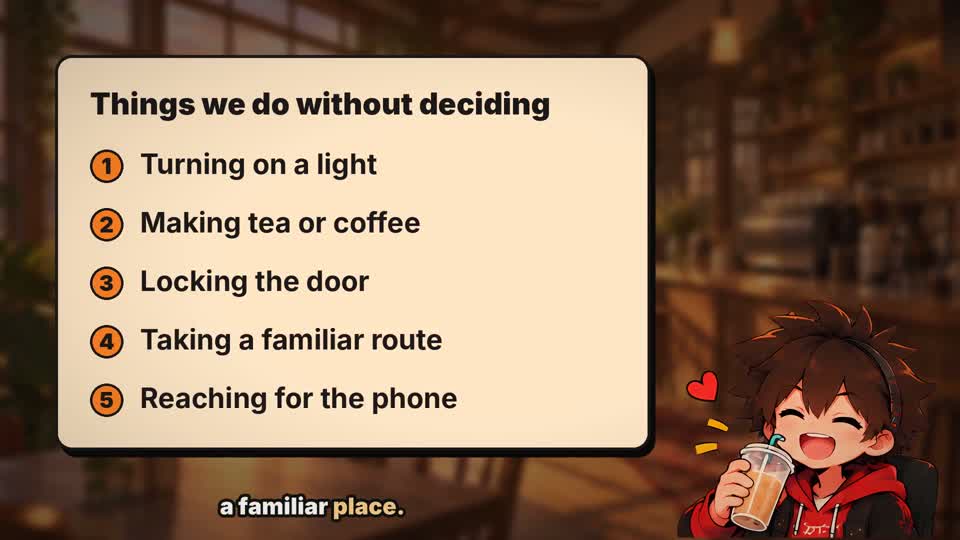 Things we do without deciding
1 Turning on a light
2 Making tea or coffee
3 Locking the door
4 Taking a familiar route
5 Reaching for the phone
a familiar place.